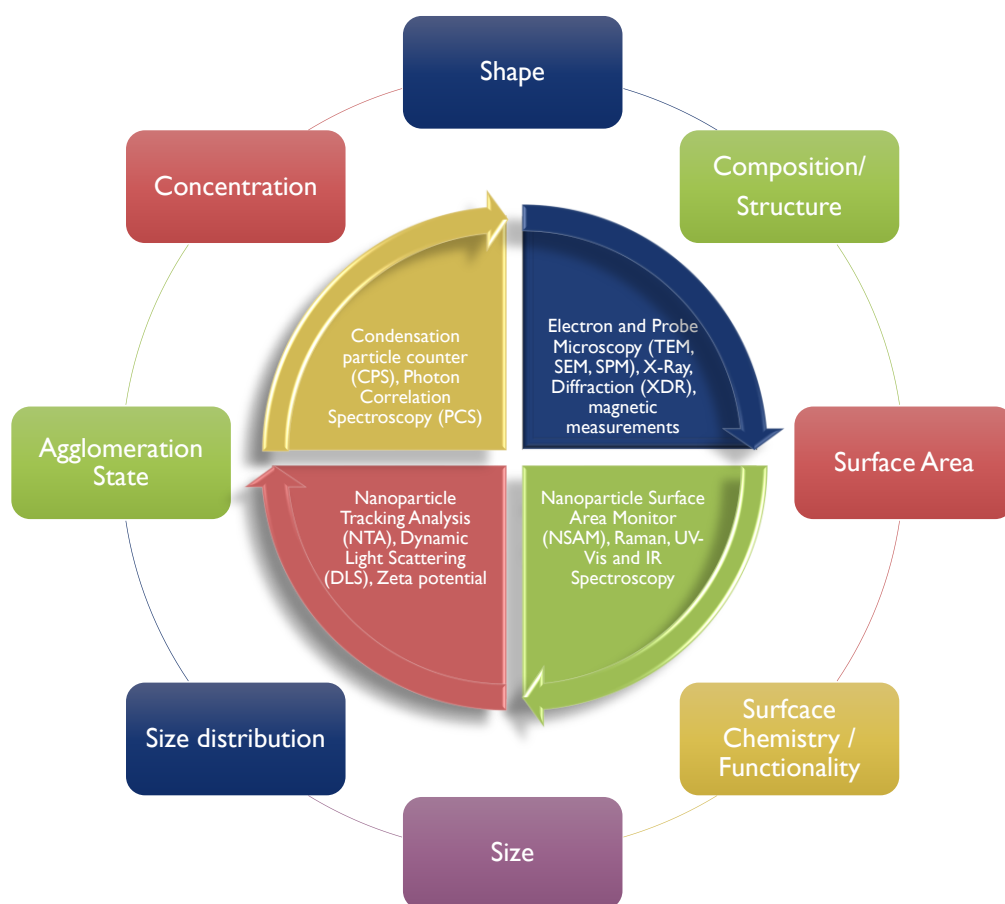 Shape
Composition/
Structure
Surface Area
Surfcace
Chemistry /
Functionality
Size
Size distribution
Agglomeration
State
Concentration
Condensation
particle counter
(CPS), Photon
Correlation
Spectroscopy (PCS)
Electron and Probe
Microscopy (TEM,
SEM, SPM), X-Ray,
Diffraction (XDR),
magnetic
measurements
Nanoparticle
Tracking Analysis
(NTA), Dynamic
Light Scattering
(DLS), Zeta potential
Nanoparticle Surface
Area Monitor
(NSAM), Raman, UV-
Vis and IR
Spectroscopy